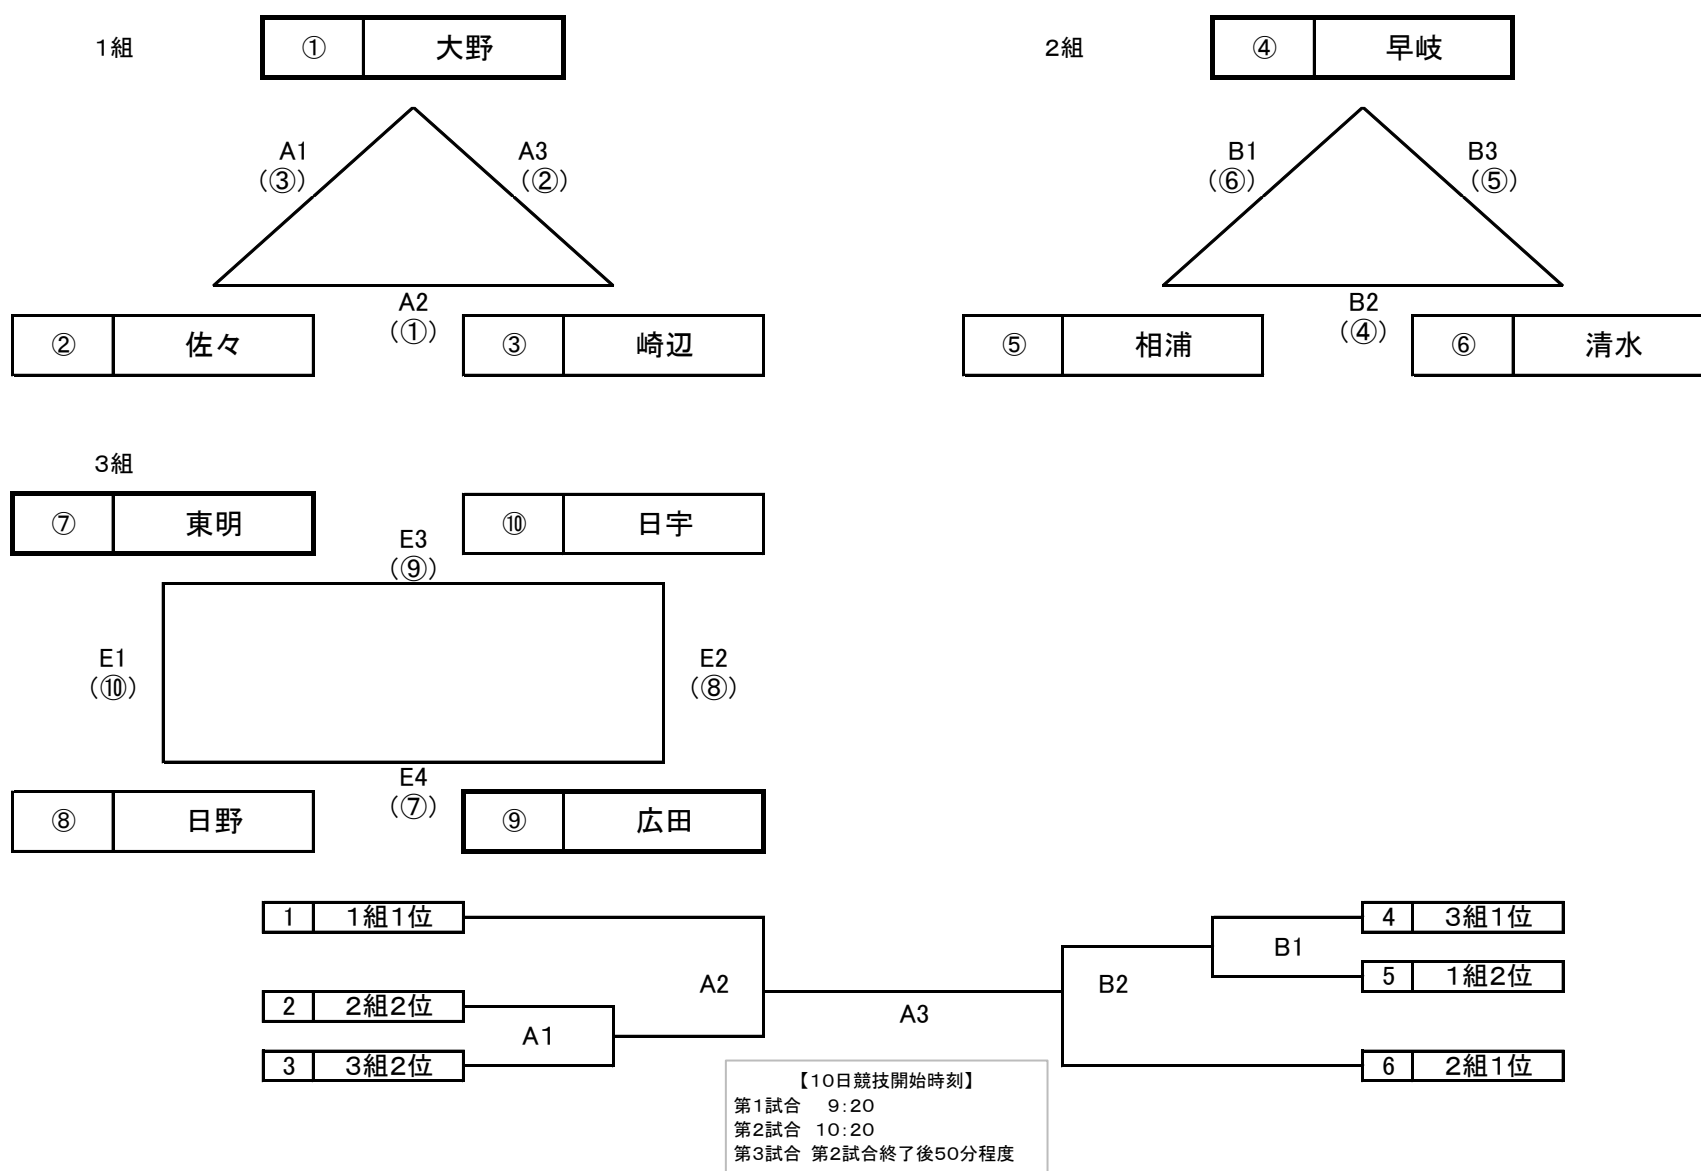 1組
① 大野
A1
(③)
A3
(②)
A2
(①)
② 佐々
③ 崎辺
2組
④ 早岐
B1
(⑥)
B3
(⑤)
B2
(④)
⑤ 相浦
⑥ 清水
3組
⑦ 東明
⑩ 日宇
E3
(⑨)
E1
(⑩)
E2
(⑧)
E4
(⑦)
⑧ 日野
⑨ 広田
1 1組1位
2 2組2位
3 3組2位
A1
A2
A3
B2
B1
4 3組1位
5 1組2位
6 2組1位
【10日競技開始時刻】
第1試合 9:20
第2試合 10:20
第3試合 第2試合終了後50分程度